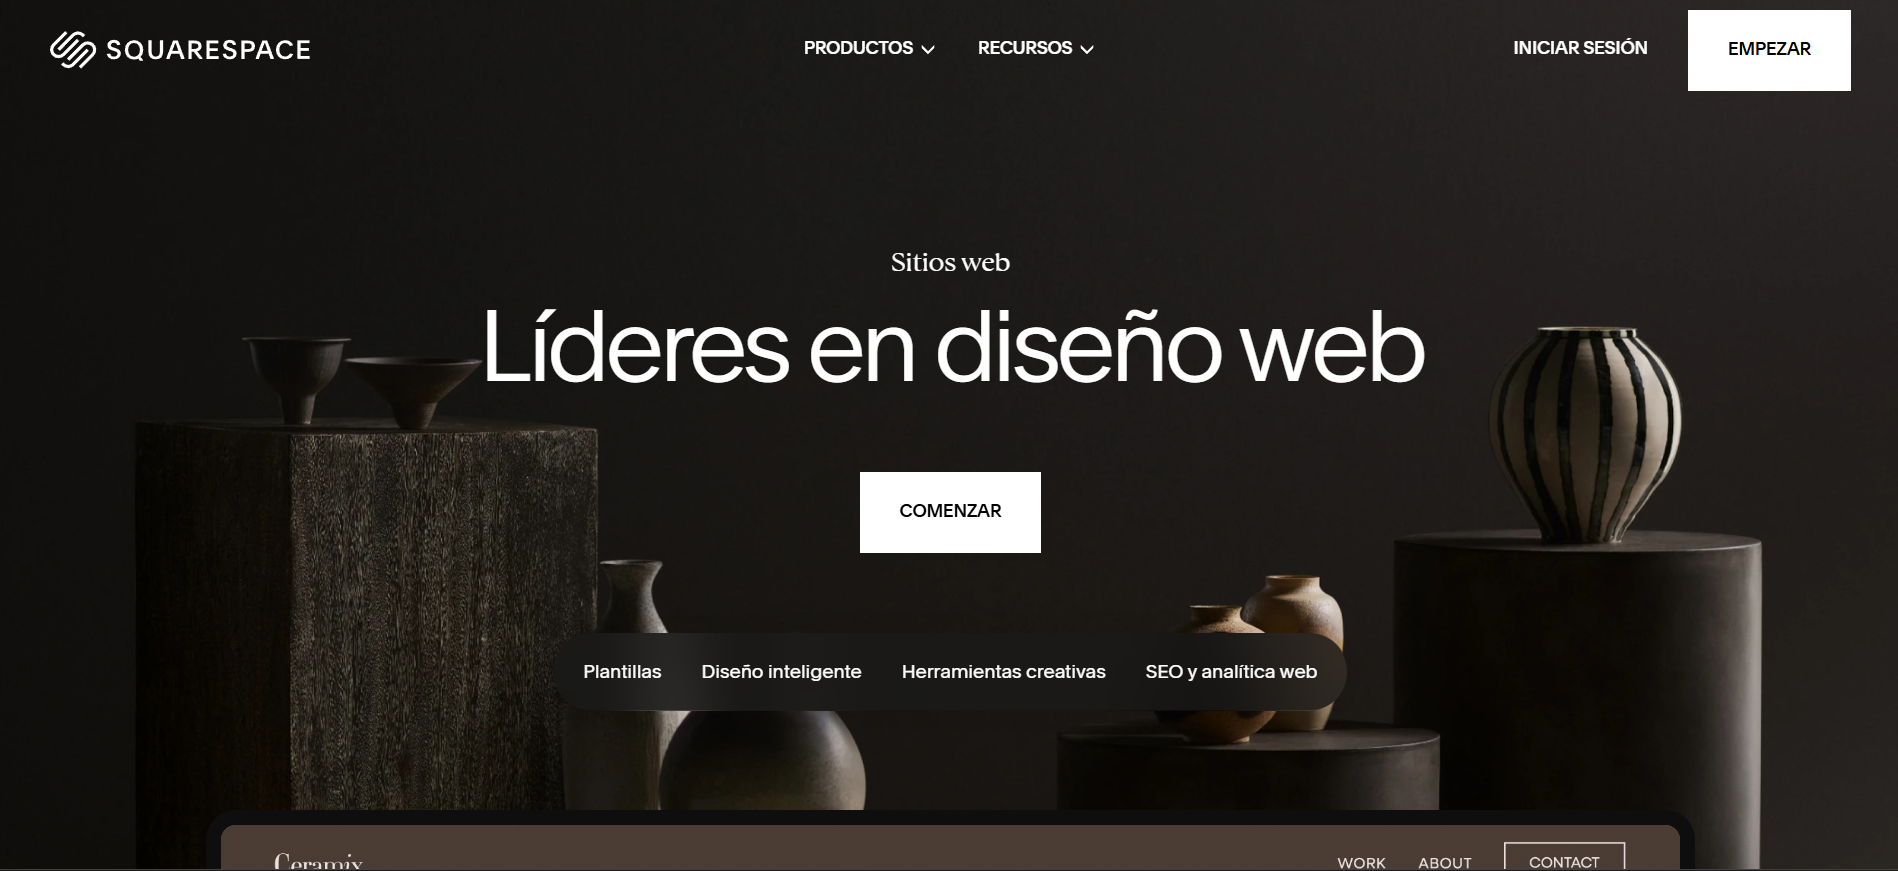 SQUARESPACE
PRODUCTOS
RECURSOS
INICIAR SESIÓN
EMPEZAR
Sitios web
Líderes en diseño web
COMENZAR
Plantillas
Diseño inteligente
Herramientas creativas
SEO y analítica web
Ceramix
WORK
ABOUT
CONTACT